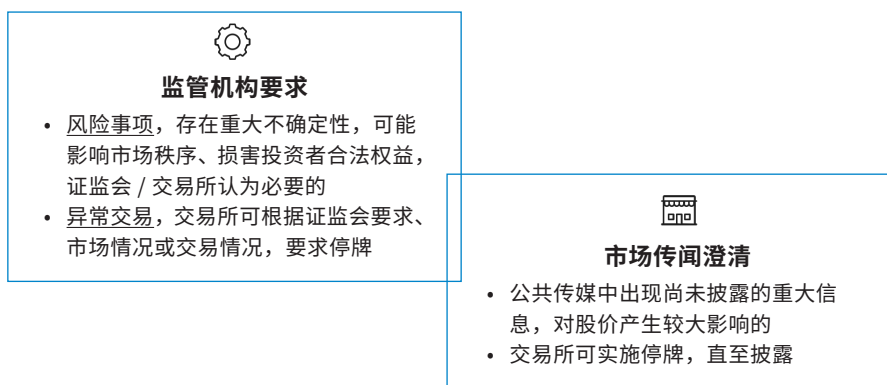 监管机构要求
• 风险事项，存在重大不确定性，可能
影响市场秩序、损害投资者合法权益，
证监会 / 交易所认为必要的
• 异常交易，交易所可根据证监会要求、
市场情况或交易情况，要求停牌
市场传闻澄清
• 公共传媒中出现尚未披露的重大信
息，对股价产生较大影响的
• 交易所可实施停牌，直至披露